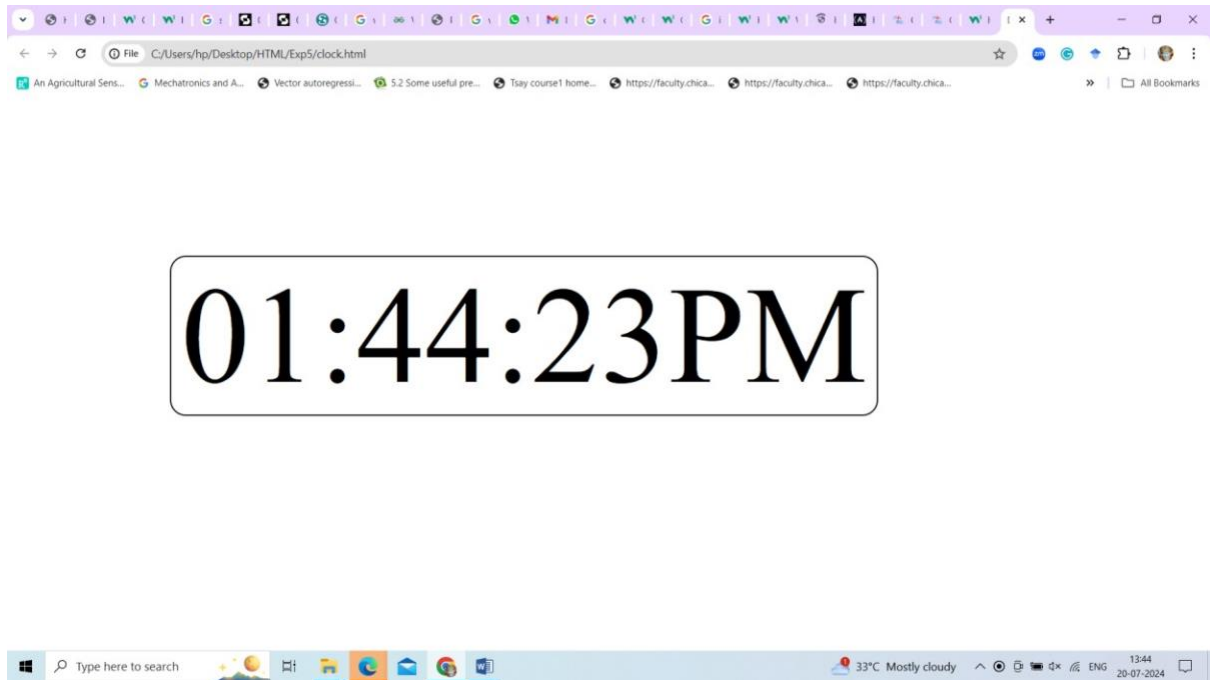 File C:/Users/hp/Desktop/HTML/Exp5/clock.html
An Agricultural Sens... Mechatronics and A... Vector autoregressi... 5.2 Some useful pre... Tsay course1 home... https://faculty.chica... https://faculty.chica... https://faculty.chica... » All Bookmarks
01:44:23PM
Type here to search 33°C Mostly cloudy ENG 13:44
20-07-2024